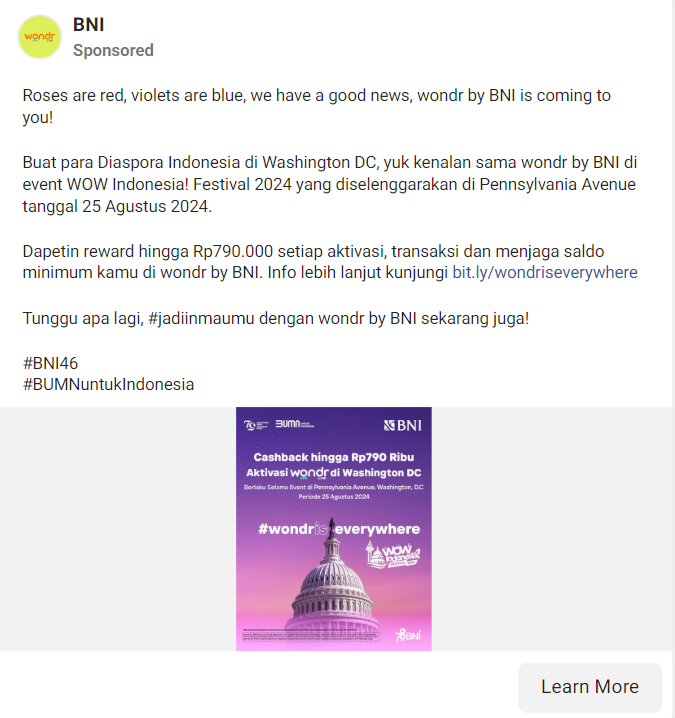 wondr
BNI
Sponsored
Roses are red, violets are blue, we have a good news, wondr by BNI is coming to
you!
Buat para Diaspora Indonesia di Washington DC, yuk kenalan sama wondr by BNI di
event WOW Indonesia! Festival 2024 yang diselenggarakan di Pennsylvania Avenue
tanggal 25 Agustus 2024.
Dapetin reward hingga Rp790.000 setiap aktivasi, transaksi dan menjaga saldo
minimum kamu di wondr by BNI. Info lebih lanjut kunjungi bit.ly/wondriseverywhere
Tunggu apa lagi, #jadiinmaumu dengan wondr by BNI sekarang juga!
#BNI46
#BUMNuntukIndonesia
BUMN
BNI
Cashback hingga Rp790 Ribu
Aktivasi wondr di Washington DC
Berlaku Selama Event di Pennsylvania Avenue, Washington, D.C
Periode 25 Agustus 2024
#wondr is everywhere
WOW
Indonesia
78 BNI
Learn More